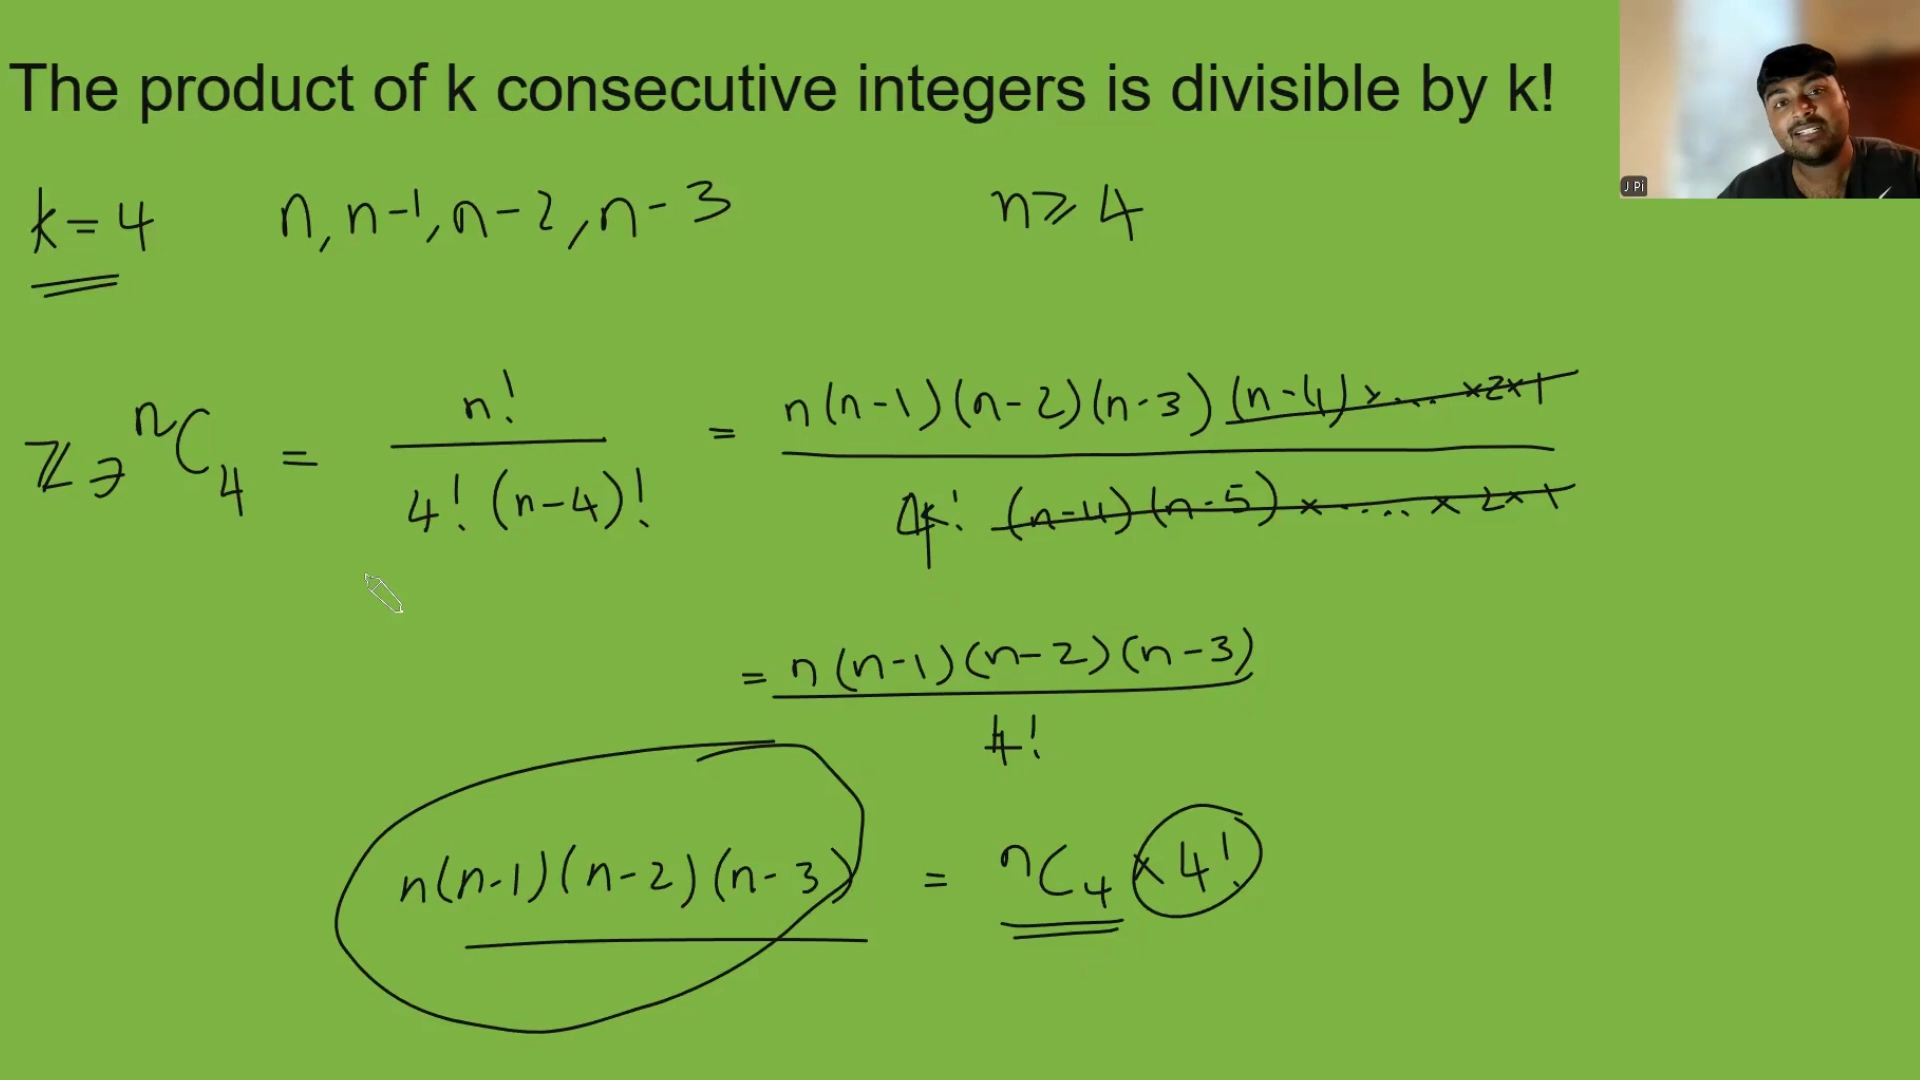 The product of k consecutive integers is divisible by k!
J Pi
k = 4 n, n-1, n-2, n-3 n ⩾ 4
ℤ ∋ ⁿC₄ = n! / 4! (n-4)! = n(n-1)(n-2)(n-3)(n-4)× .... ×2×1 / 4! (n-4)(n-5)× ..... ×2×1
= n(n-1)(n-2)(n-3) / 4!
n(n-1)(n-2)(n-3) = ⁿC₄ × 4!